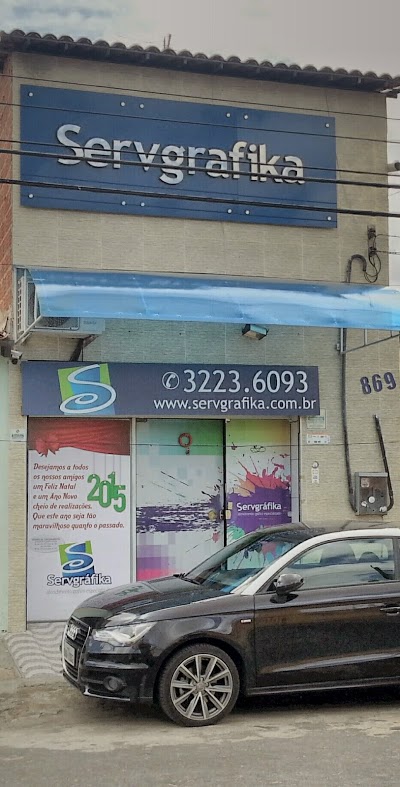 Servgrafika
3223.6093
www.servgrafika.com.br
869
Desejamos a todos
os nossos amigos
um Feliz Natal
e um Ano Novo
cheio de realizações.
Que este ano seja tão
maravilhoso quanto o passado.
2015
Servgráfika
Servgráfika